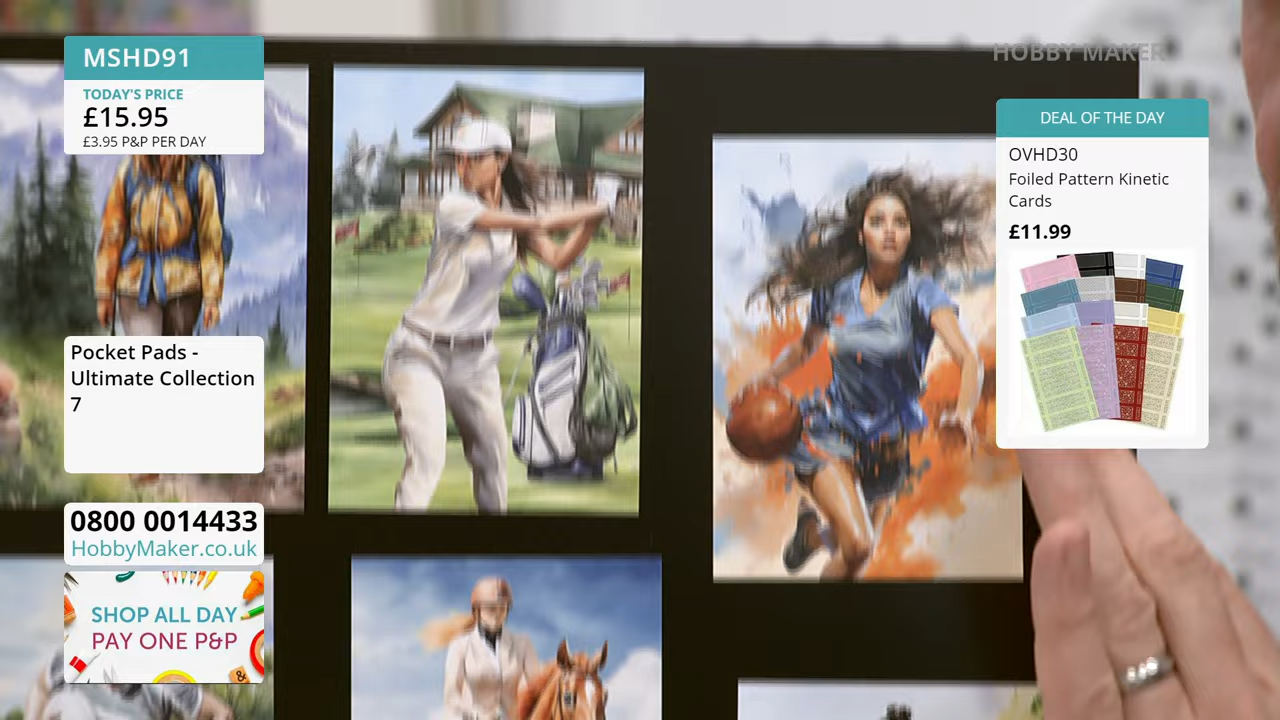 MSHD91
TODAY'S PRICE
£15.95
£3.95 P&P PER DAY
Pocket Pads -
Ultimate Collection
7
0800 0014433
HobbyMaker.co.uk
SHOP ALL DAY
PAY ONE P&P
&
HOBBY MAKER
DEAL OF THE DAY
OVHD30
Foiled Pattern Kinetic
Cards
£11.99